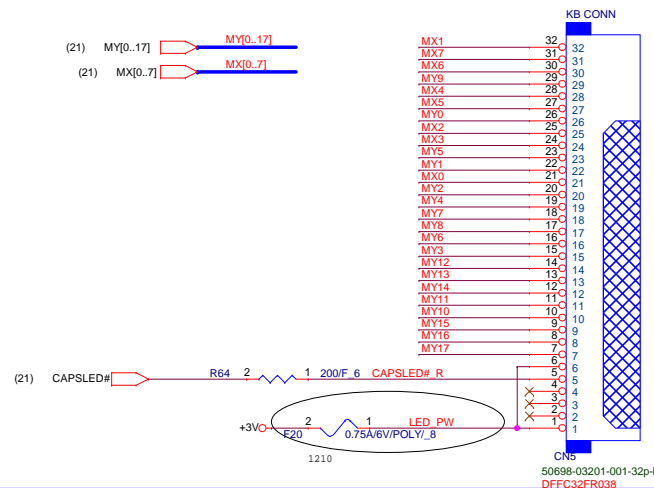 KB CONN
(21) MY[0..17] MY[0..17]
(21) MX[0..7] MX[0..7]
MX1 32 32
MX7 31 31
MX6 30 30
MY9 29 29
MX4 28 28
MX5 27 27
MY0 26 26
MX2 25 25
MX3 24 24
MY5 23 23
MY1 22 22
MX0 21 21
MY2 20 20
MY4 19 19
MY7 18 18
MY8 17 17
MY6 16 16
MY3 15 15
MY12 14 14
MY13 13 13
MY14 12 12
MY11 11 11
MY10 10 10
MY15 9 9
MY16 8 8
MY17 7 7
6 6
(21) CAPSLED# R64 2 1 200/F_6 CAPSLED#_R 5 5
4 4
3 3
2 2
+3V F20 2 1 0.75A/6V/POLY/_8 LED_PW 1 1
1210
CN5
50698-03201-001-32p-l
DFFC32FR038